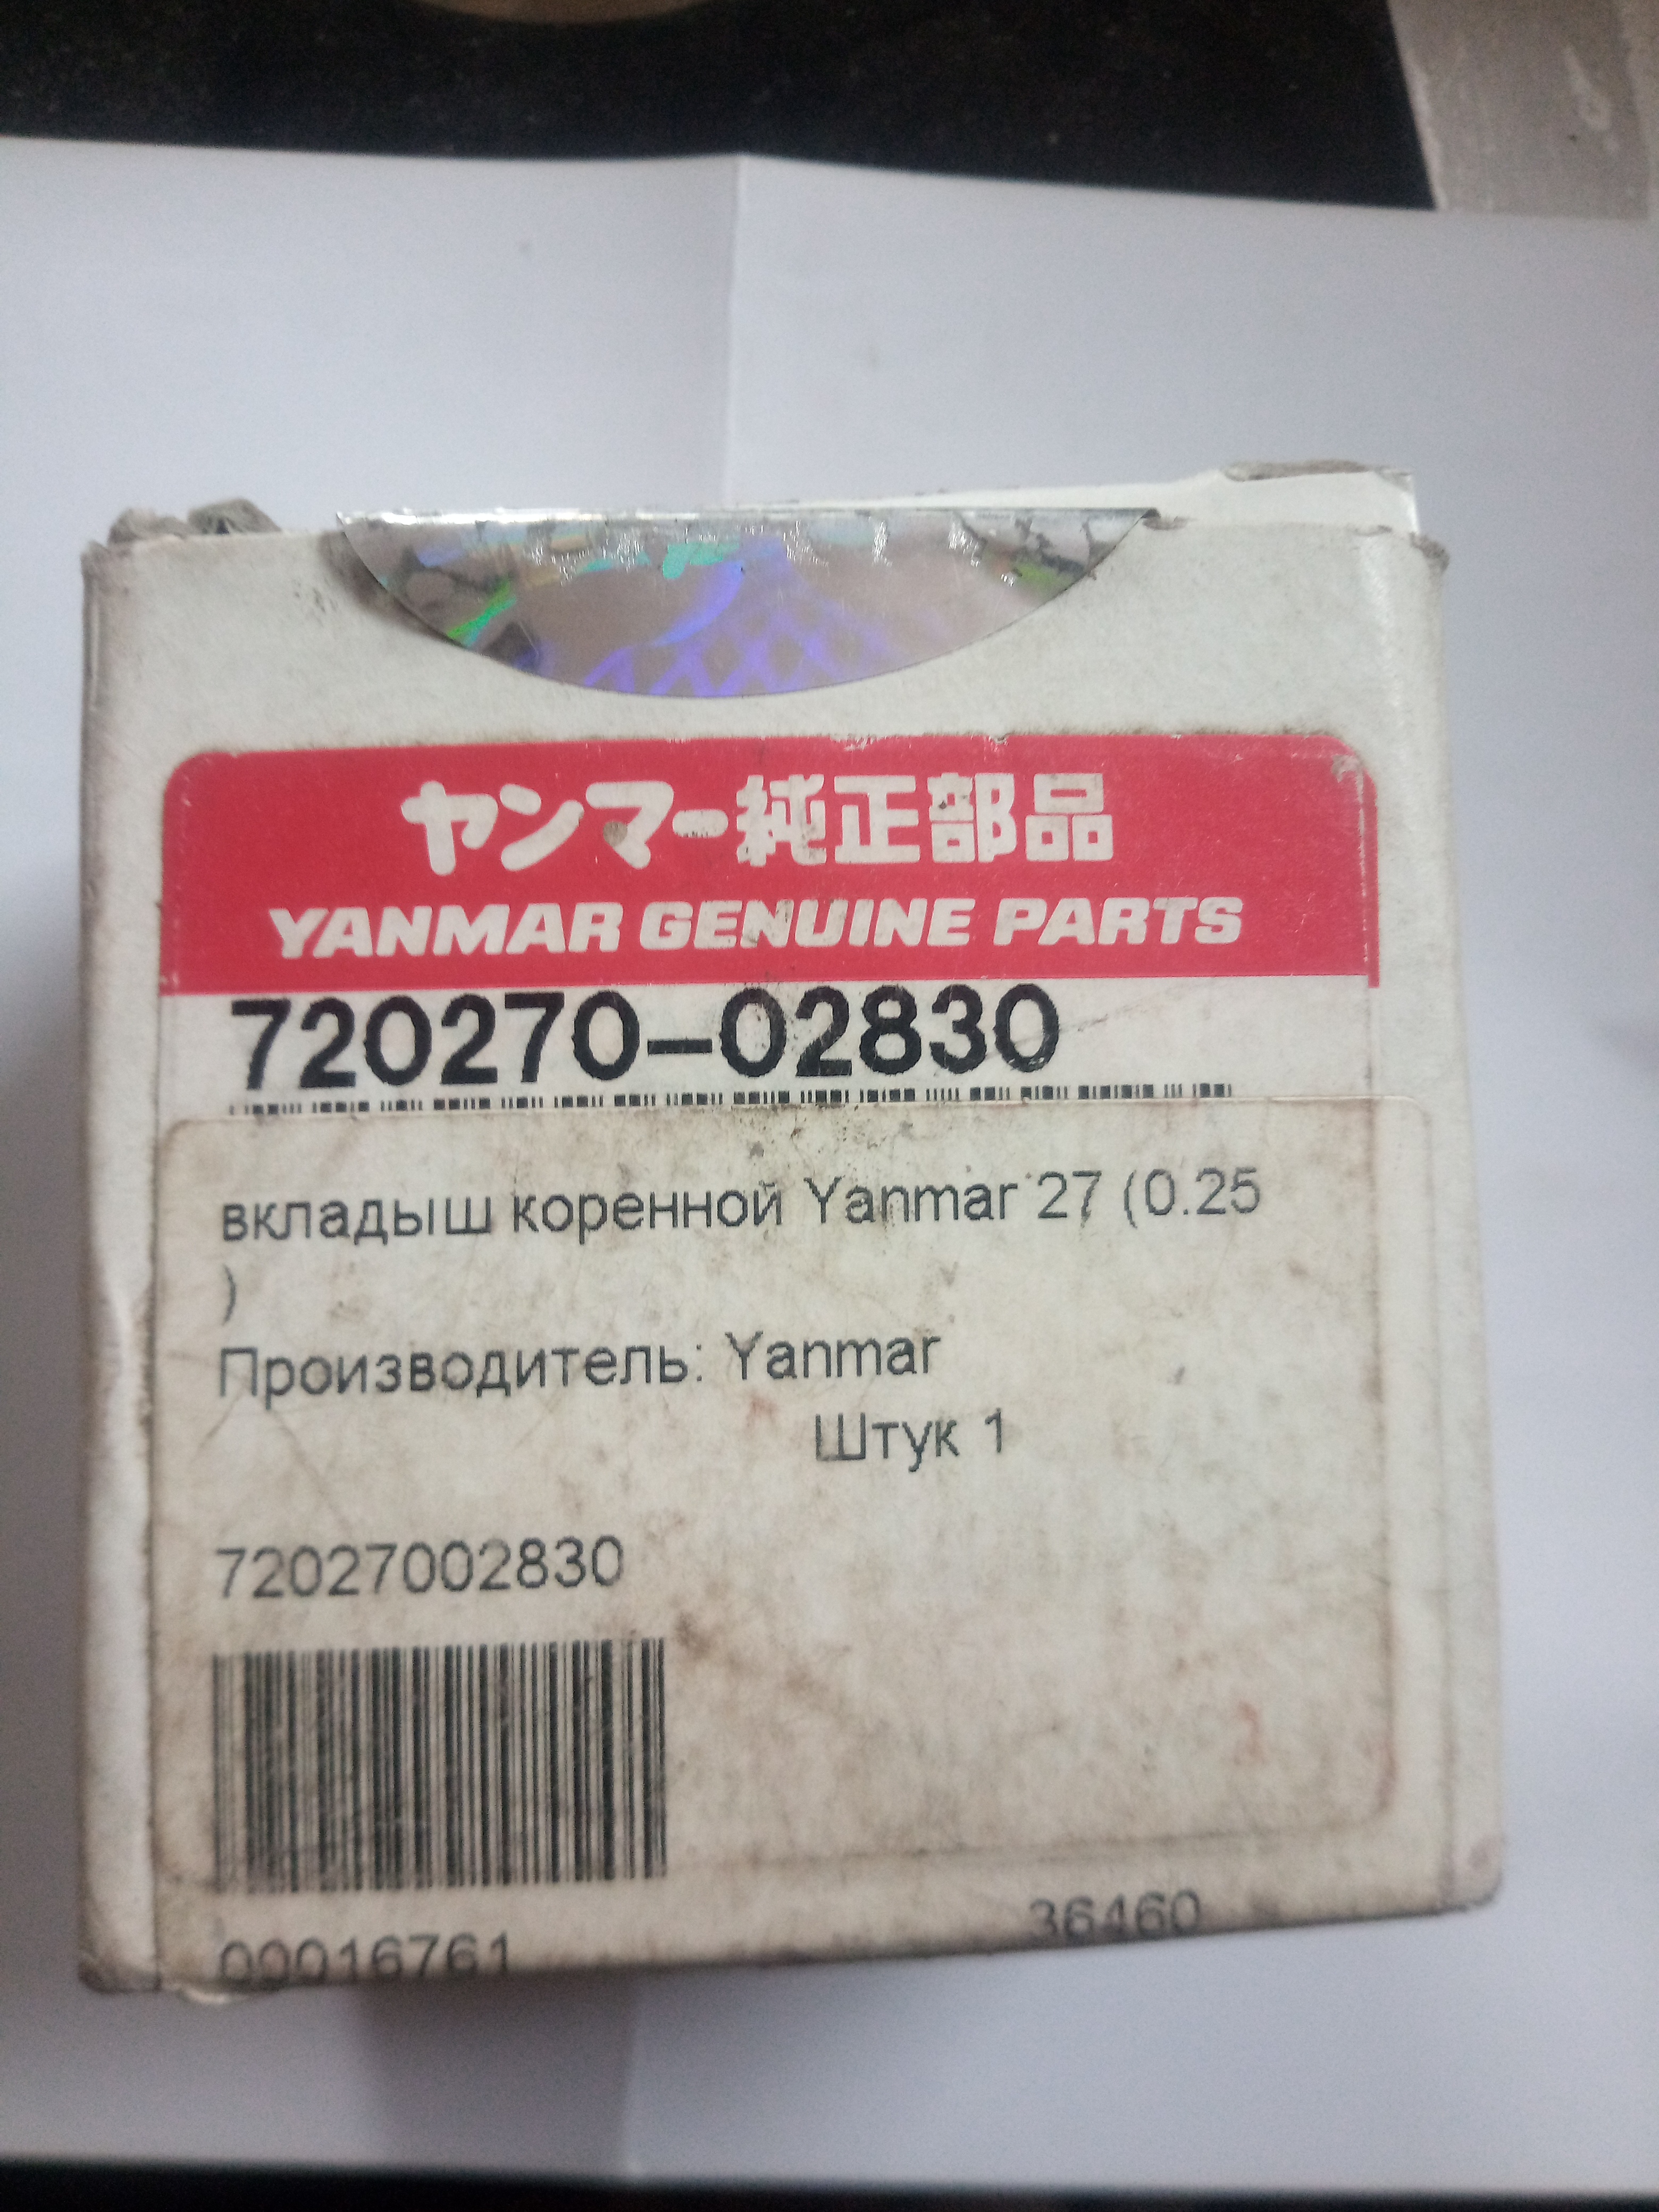 ヤンマー純正部品
YANMAR GENUINE PARTS
720270-02830
вкладыш коренной Yanmar 27 (0.25
)
Производитель: Yanmar
Штук 1
72027002830
36460
00016761